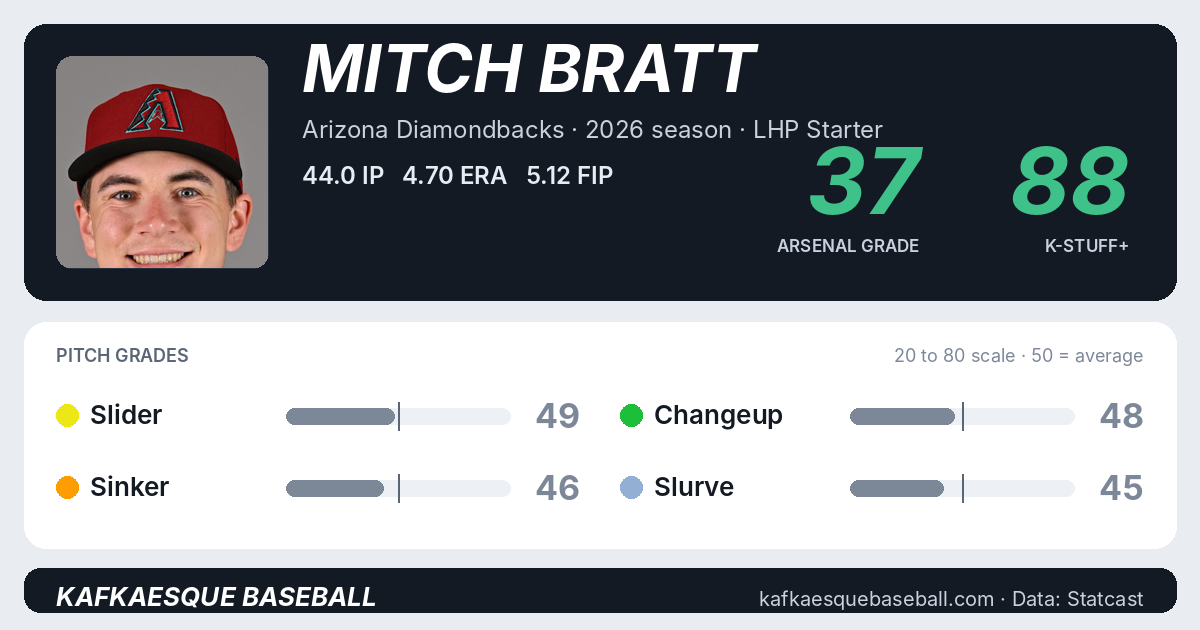 MITCH BRATT
Arizona Diamondbacks · 2026 season · LHP Starter
44.0 IP 4.70 ERA 5.12 FIP
37 88
ARSENAL GRADE K-STUFF+
PITCH GRADES 20 to 80 scale · 50 = average
Slider 49 Changeup 48
Sinker 46 Slurve 45
KAFKAESQUE BASEBALL kafkaesquebaseball.com · Data: Statcast